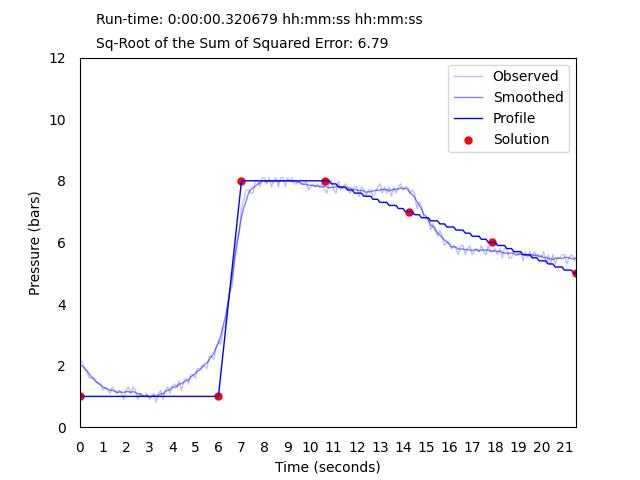 Run-time: 0:00:00.320679 hh:mm:ss hh:mm:ss
Sq-Root of the Sum of Squared Error: 6.79
12
10
8
6
4
2
0
Pressure (bars)
Observed
Smoothed
Profile
Solution
0 1 2 3 4 5 6 7 8 9 10 11 12 13 14 15 16 17 18 19 20 21
Time (seconds)